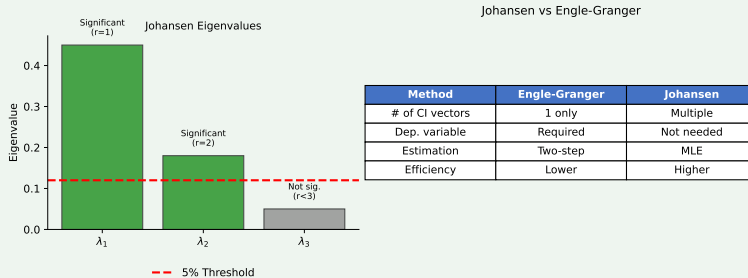 Johansen Eigenvalues
Significant
(r=1)
Significant
(r=2)
Not sig.
(r<3)
Eigenvalue
0.4
0.3
0.2
0.1
0.0
λ1
λ2
λ3
5% Threshold
Johansen vs Engle-Granger
Method Engle-Granger Johansen
# of CI vectors 1 only Multiple
Dep. variable Required Not needed
Estimation Two-step MLE
Efficiency Lower Higher